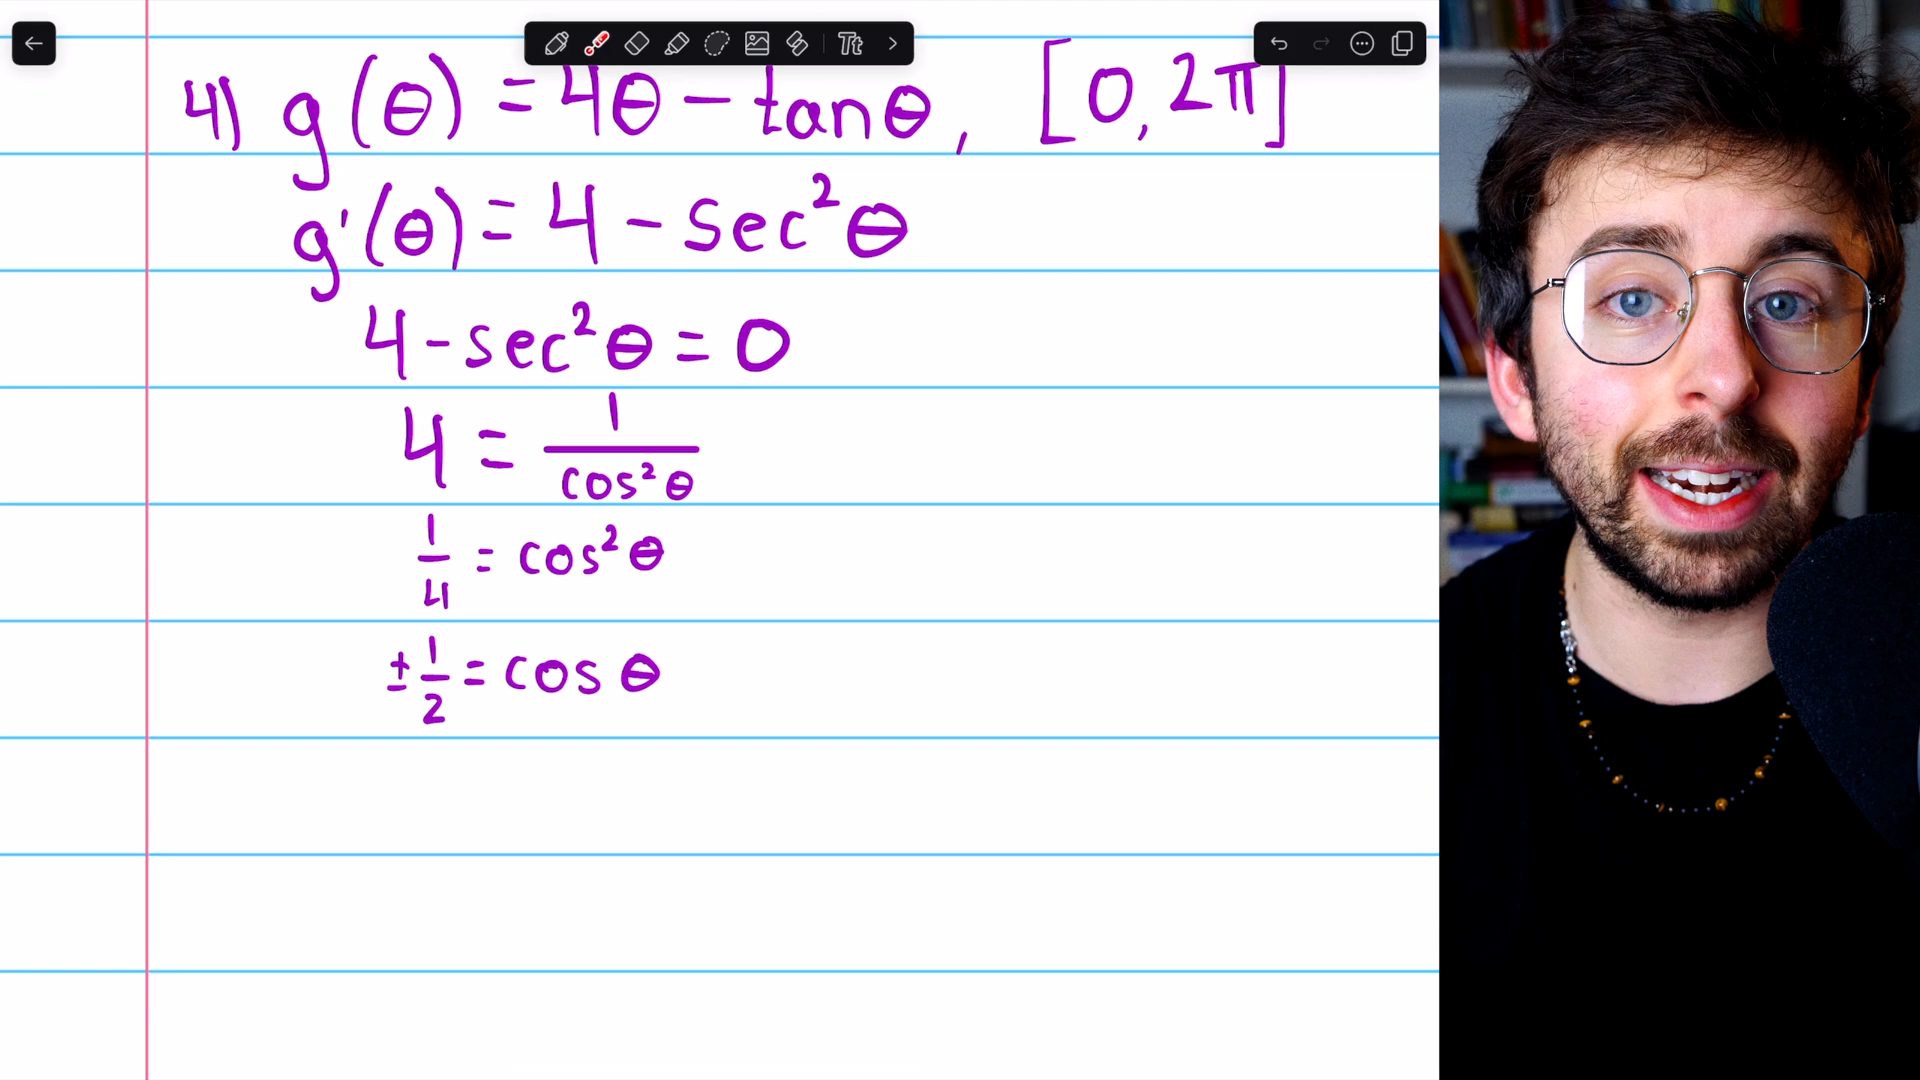 4) g(θ) = 4θ - tanθ, [0, 2π]
g'(θ) = 4 - sec²θ
4 - sec²θ = 0
4 = 1/cos²θ
1/4 = cos²θ
± 1/2 = cos θ
Tt